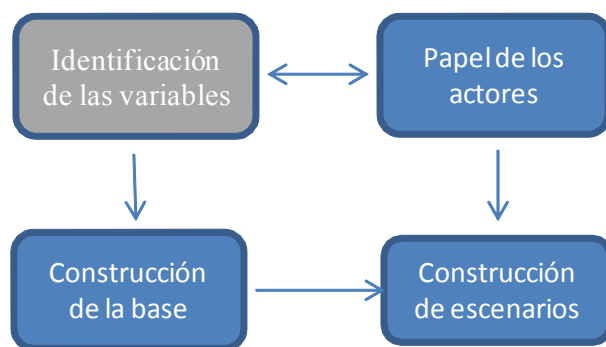 Identificación
de las variables
Papel de los
actores
Construcción
de la base
Construcción
de escenarios